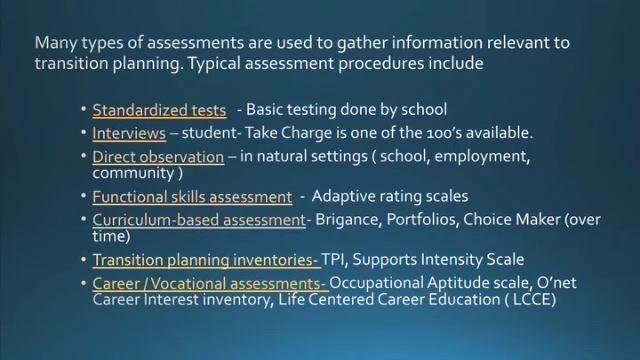 Many types of assessments are used to gather information relevant to
transition planning. Typical assessment procedures include
• Standardized tests - Basic testing done by school
• Interviews – student- Take Charge is one of the 100's available.
• Direct observation – in natural settings ( school, employment,
community )
• Functional skills assessment - Adaptive rating scales
• Curriculum-based assessment- Brigance, Portfolios, Choice Maker (over
time)
• Transition planning inventories- TPI, Supports Intensity Scale
• Career / Vocational assessments- Occupational Aptitude scale, O'net
Career Interest inventory, Life Centered Career Education ( LCCE)